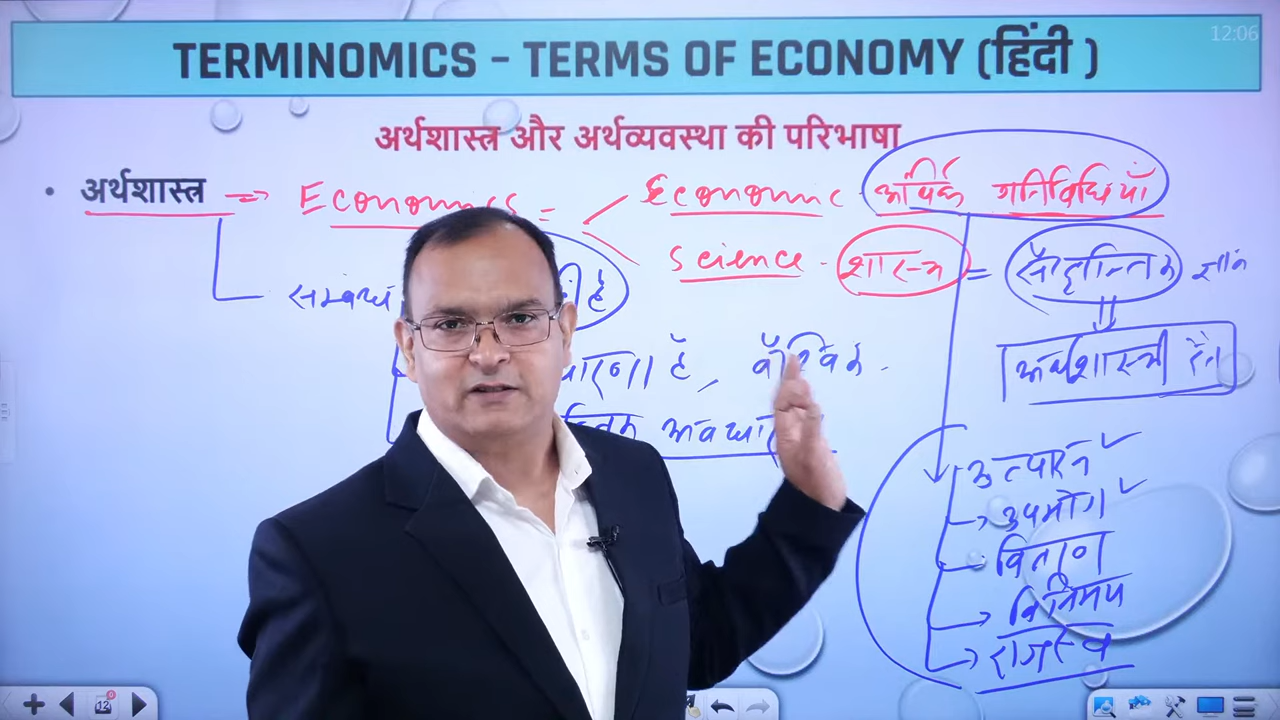 12:06
TERMINOMICS – TERMS OF ECONOMY (हिंदी )
अर्थशास्त्र और अर्थव्यवस्था की परिभाषा
• अर्थशास्त्र => Economics = Economic आर्थिक गतिविधियाँ
Science - शास्त्र = सैद्धान्तिक ज्ञान
है
अर्थशास्त्री
है,
उत्पादन
उपभोग
वितरण
विनिमय
राजस्व
12